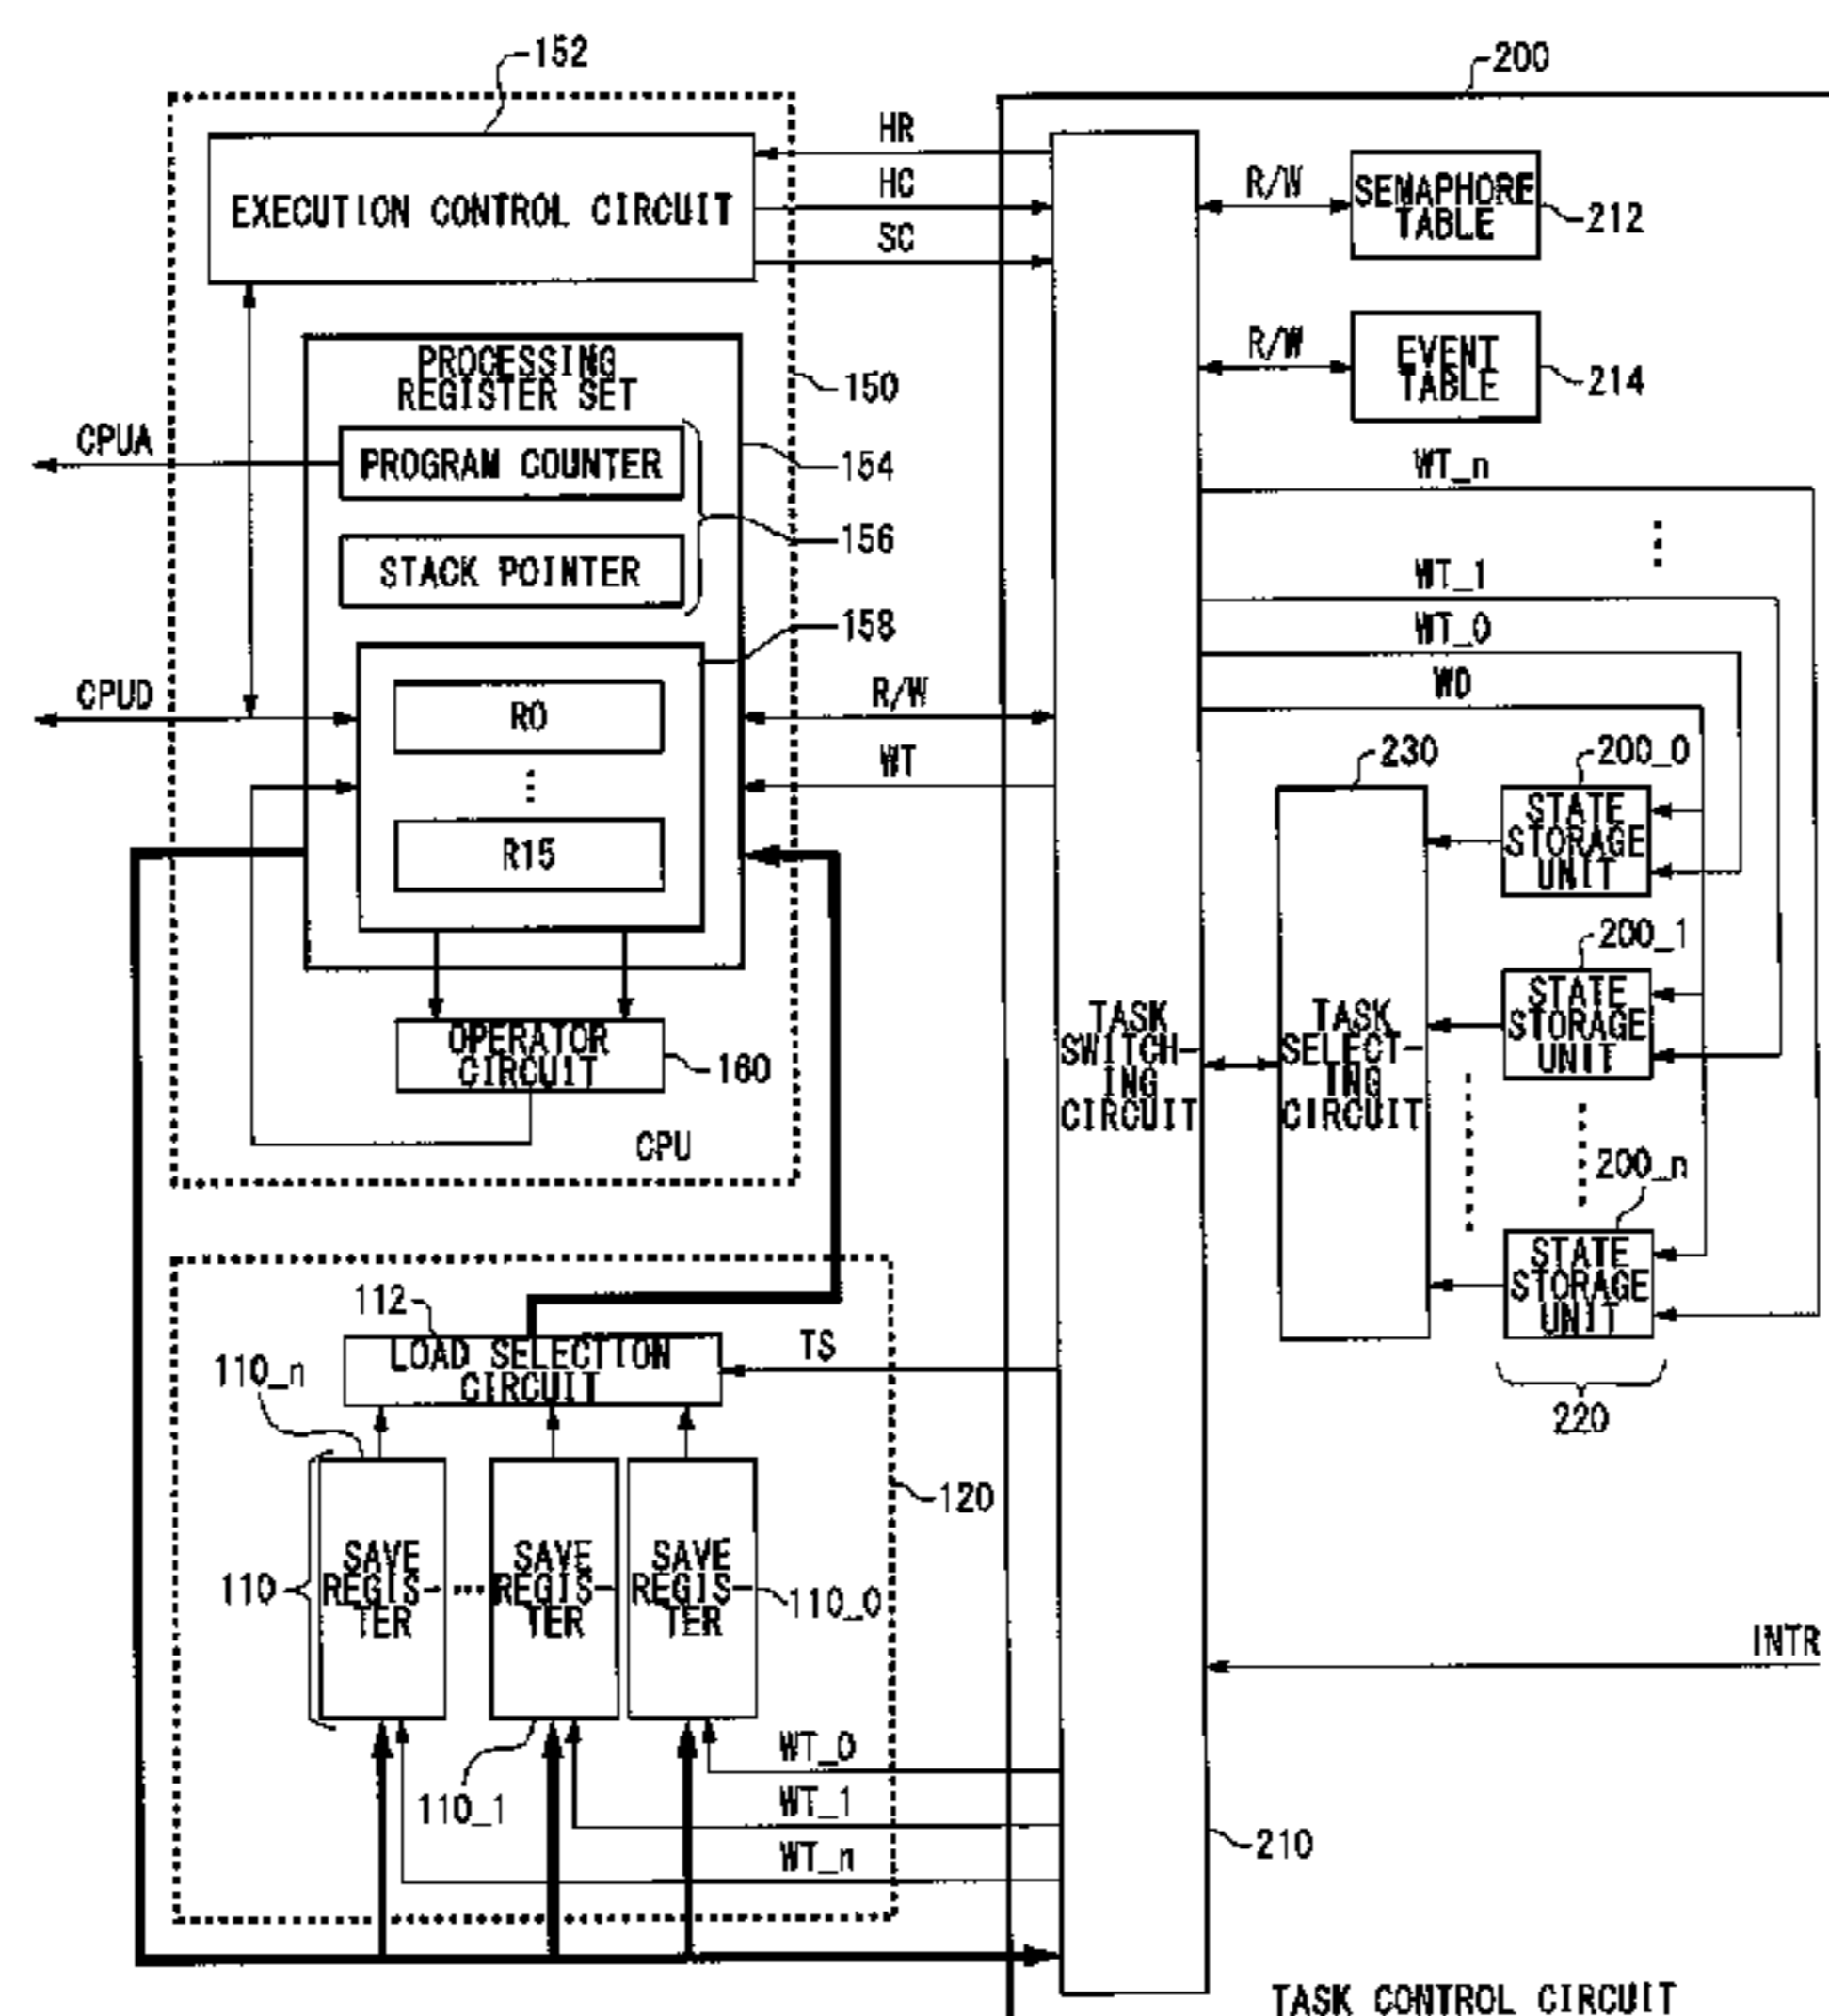 152
200
HR
EXECUTION CONTROL CIRCUIT
HC
SC
R/W
SEMAPHORE
TABLE
212
R/W
EVENT
TABLE
214
PROCESSING
REGISTER SET
150
CPUA
PROGRAM COUNTER
154
WT_n
156
STACK POINTER
WT_1
158
WT_0
CPUD
R0
R/W
WD
WT
230
200_0
STATE
STORAGE
UNIT
R15
200_1
STATE
STORAGE
UNIT
OPERATOR
CIRCUIT
160
TASK
SWITCH-
ING
CIRCUIT
TASK
SELECT-
ING
CIRCUIT
CPU
200_n
STATE
STORAGE
UNIT
112
LOAD SELECTION
CIRCUIT
TS
110_n
220
120
110
SAVE
REGIS-
TER
SAVE
REGIS-
TER
SAVE
REGIS-
TER
110_0
INTR
WT_0
110_1
WT_1
WT_n
210
TASK CONTROL CIRCUIT